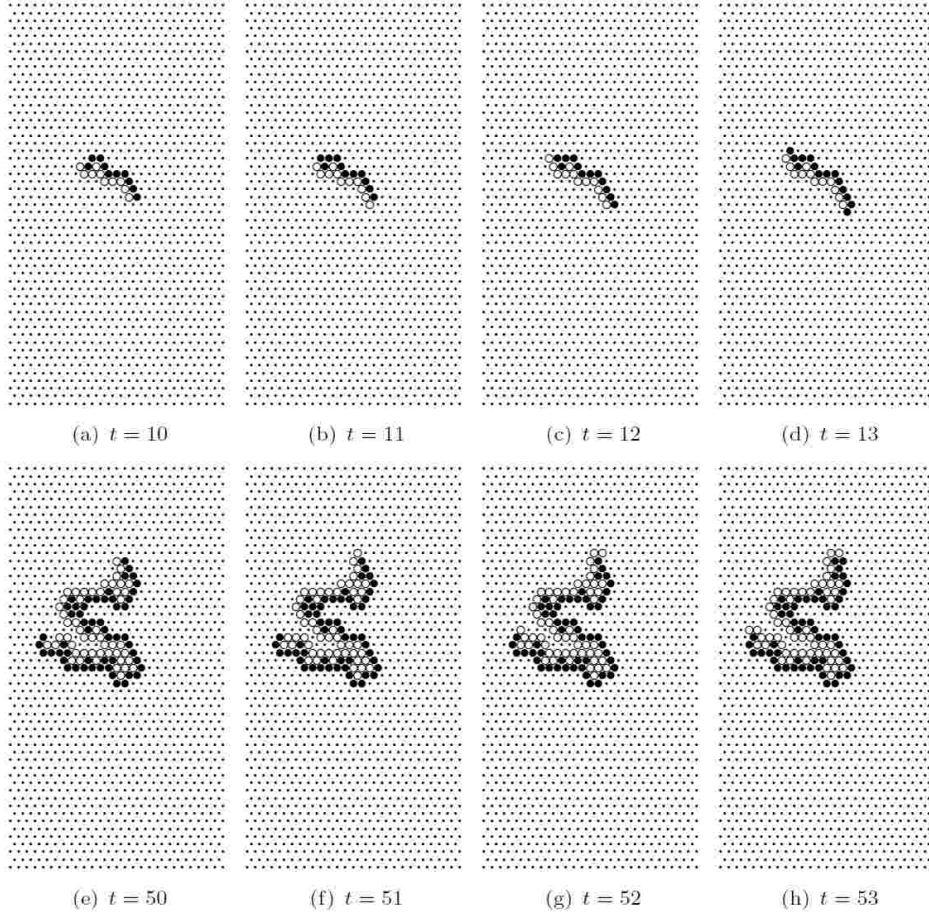 (a) t = 10 (b) t = 11 (c) t = 12 (d) t = 13
(e) t = 50 (f) t = 51 (g) t = 52 (h) t = 53